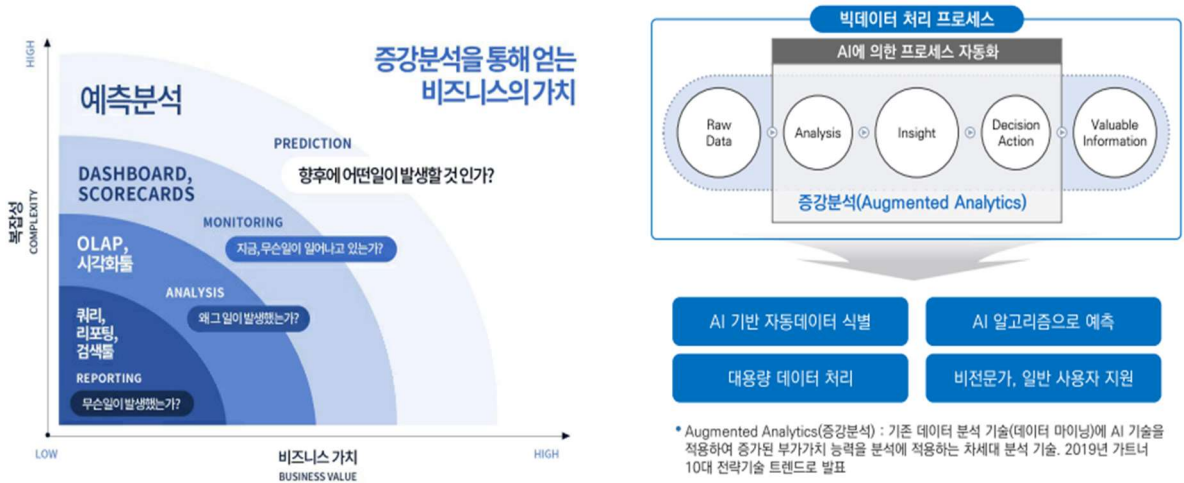 증강분석을 통해 얻는
비즈니스의 가치
HIGH
복잡성
COMPLEXITY
예측분석
PREDICTION
향후에 어떤일이 발생할 것 인가?
DASHBOARD,
SCORECARDS
MONITORING
지금, 무슨일이 일어나고 있는가?
OLAP,
시각화툴
ANALYSIS
왜 그 일이 발생했는가?
쿼리,
리포팅,
검색툴
REPORTING
무슨일이 발생했는가?
LOW
비즈니스 가치
BUSINESS VALUE
HIGH
빅데이터 처리 프로세스
AI에 의한 프로세스 자동화
Raw
Data
Analysis
Insight
Decision
Action
Valuable
Information
증강분석(Augmented Analytics)
AI 기반 자동데이터 식별
AI 알고리즘으로 예측
대용량 데이터 처리
비전문가, 일반 사용자 지원
• Augmented Analytics(증강분석) : 기존 데이터 분석 기술(데이터 마이닝)에 AI 기술을
적용하여 증가된 부가가치 능력을 분석에 적용하는 차세대 분석 기술. 2019년 가트너
10대 전략기술 트렌드로 발표